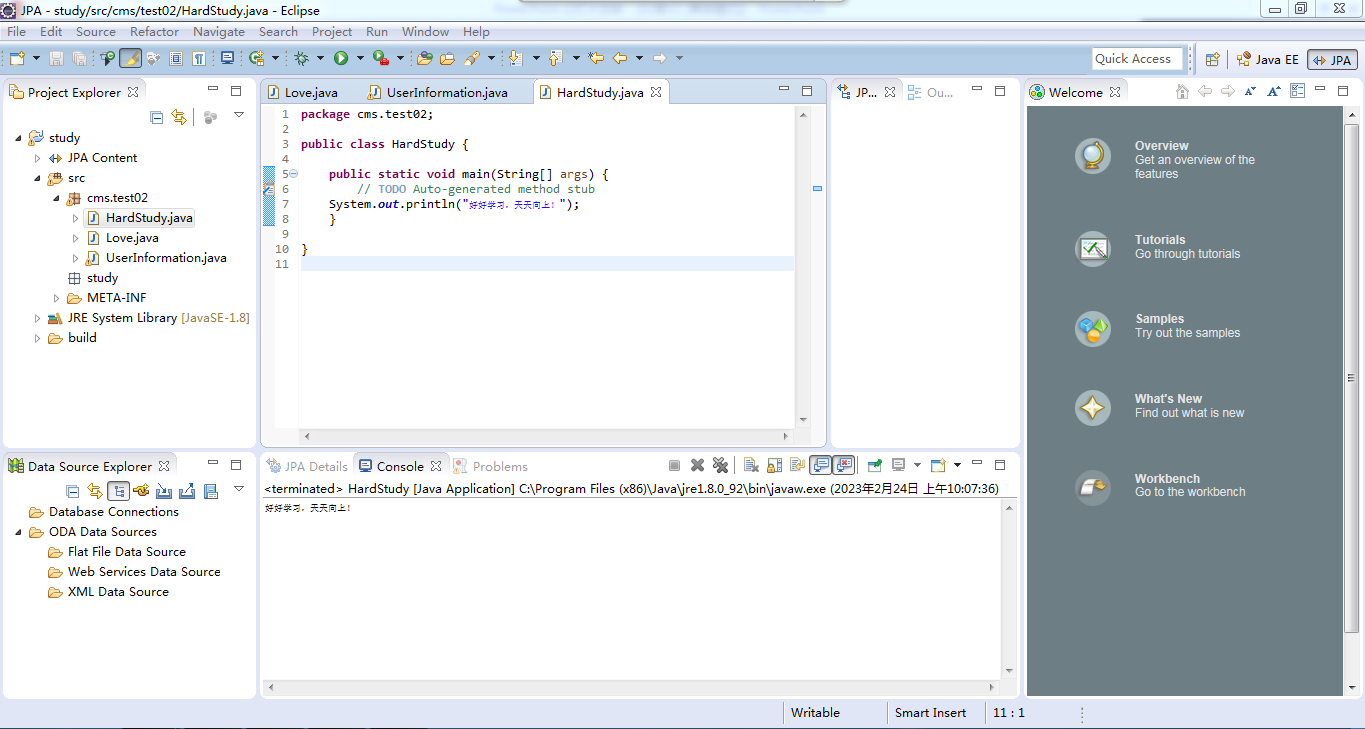 JPA - study/src/cms/test02/HardStudy.java - Eclipse
File Edit Source Refactor Navigate Search Project Run Window Help
Quick Access
Java EE
JPA
Project Explorer
study
JPA Content
src
cms.test02
HardStudy.java
Love.java
UserInformation.java
study
META-INF
JRE System Library [JavaSE-1.8]
build
Love.java
UserInformation.java
HardStudy.java
1 package cms.test02;
2
3 public class HardStudy {
4
5 public static void main(String[] args) {
6 // TODO Auto-generated method stub
7 System.out.println("好好学习，天天向上！");
8 }
9
10 }
11
JP...
Ou...
Welcome
Overview
Get an overview of the
features
Tutorials
Go through tutorials
Samples
Try out the samples
What's New
Find out what is new
Workbench
Go to the workbench
Data Source Explorer
Database Connections
ODA Data Sources
Flat File Data Source
Web Services Data Source
XML Data Source
JPA Details
Console
Problems
<terminated> HardStudy [Java Application] C:\Program Files (x86)\Java\jre1.8.0_92\bin\javaw.exe (2023年2月24日 上午10:07:36)
好好学习，天天向上！
Writable
Smart Insert
11 : 1